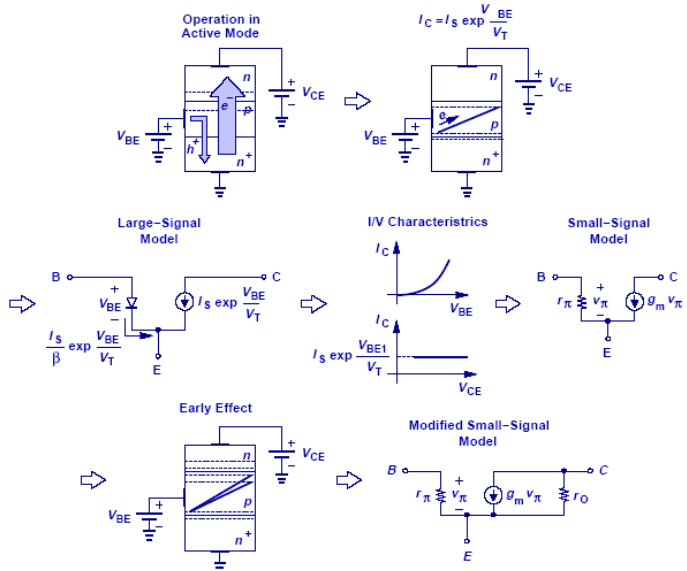 Operation in
Active Mode
I_C = I_S exp V_BE / V_T
n
e⁻
p
h⁺
n⁺
V_BE
+
−
+
−
V_CE
n
e⁻
p
n⁺
V_BE
+
−
+
−
V_CE
Large−Signal
Model
B
C
+
V_BE
−
I_S exp V_BE / V_T
I_S / β exp V_BE / V_T
E
I/V Characteristrics
I_C
V_BE
I_C
I_S exp V_BE1 / V_T
V_CE
Small−Signal
Model
B
C
r_π
+
v_π
−
g_m v_π
E
Early Effect
n
p
n⁺
V_BE
+
−
+
−
V_CE
Modified Small−Signal
Model
B
C
r_π
+
v_π
−
g_m v_π
r_O
E